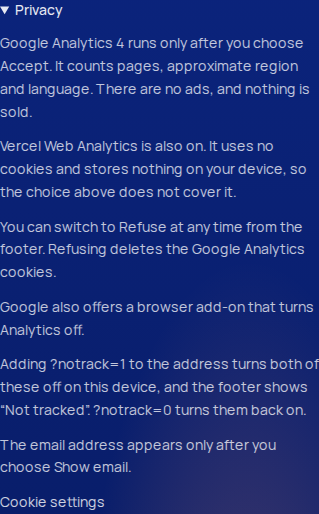 ▼ Privacy
Google Analytics 4 runs only after you choose
Accept. It counts pages, approximate region
and language. There are no ads, and nothing is
sold.
Vercel Web Analytics is also on. It uses no
cookies and stores nothing on your device, so
the choice above does not cover it.
You can switch to Refuse at any time from the
footer. Refusing deletes the Google Analytics
cookies.
Google also offers a browser add-on that turns
Analytics off.
Adding ?notrack=1 to the address turns both of
these off on this device, and the footer shows
“Not tracked”. ?notrack=0 turns them back on.
The email address appears only after you
choose Show email.
Cookie settings